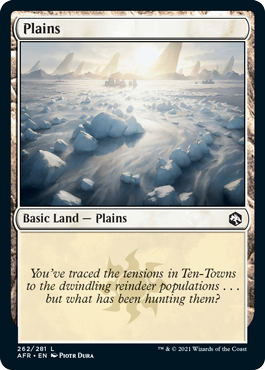 Plains
Basic Land — Plains
You've traced the tensions in Ten-Towns
to the dwindling reindeer populations . . .
but what has been hunting them?
262/281 L
AFR • EN Piotr Dura
™ & © 2021 Wizards of the Coast